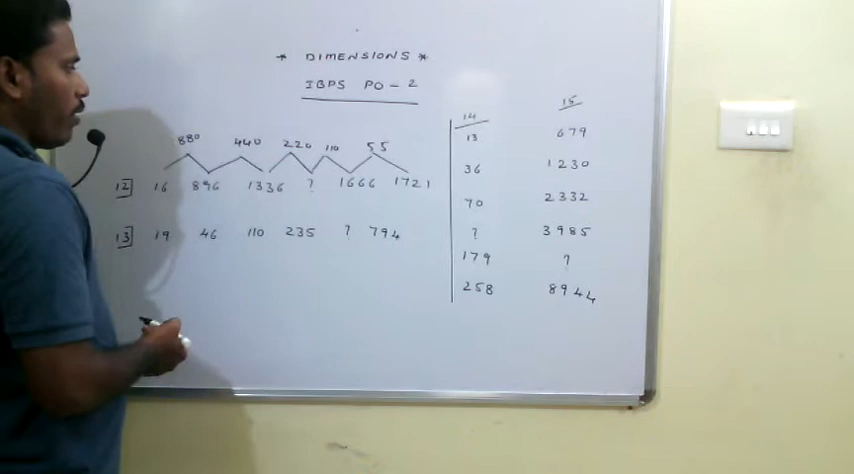 * DIMENSIONS *
IBPS PO - 2
880 440 220 110 55
12 16 896 1336 ? 1666 1721
13 19 46 110 235 ? 794
14
13
36
70
?
179
258
15
679
1230
2332
3985
?
8944